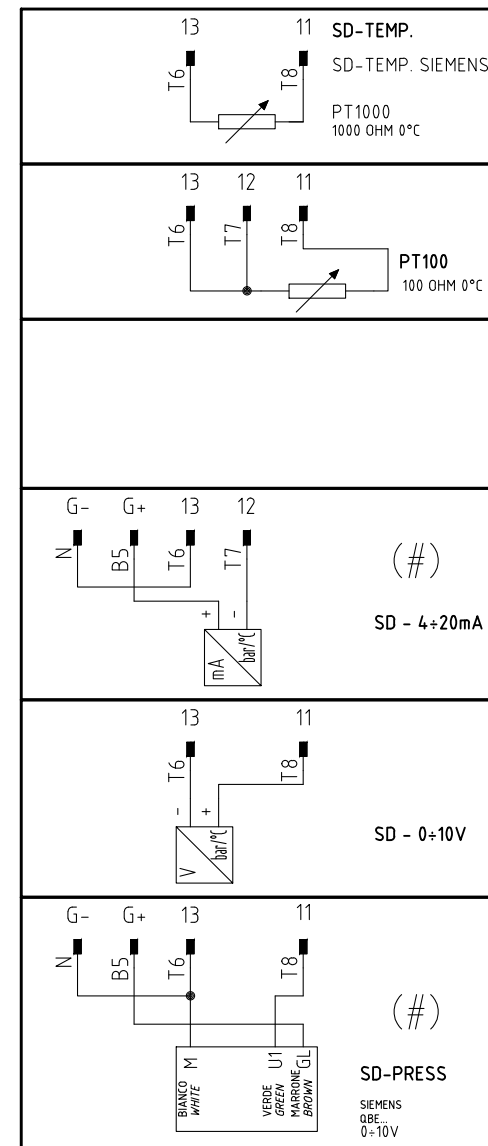 13 11 SD-TEMP.
T6 T8 SD-TEMP. SIEMENS
PT1000
1000 OHM 0°C
13 12 11
T6 T7 T8
PT100
100 OHM 0°C
G- G+ 13 12
N B5 T6 T7
(#)
+ -
SD - 4÷20mA
mA bar/°C
13 11
T6 T8
- +
SD - 0÷10V
V bar/°C
G- G+ 13 11
N B5 T6 T8
(#)
M U1 GL
BIANCO VERDE MARRONE
WHITE GREEN BROWN
SD-PRESS
SIEMENS
QBE...
0÷10V